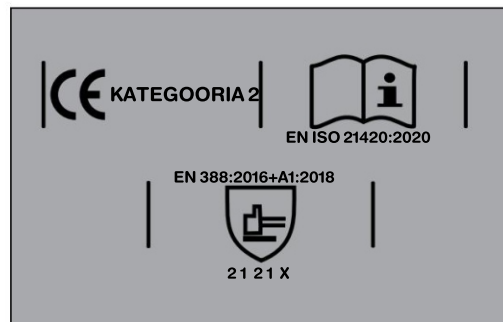 CE KATEGOORIA 2
i
EN ISO 21420:2020
EN 388:2016+A1:2018
2 1 2 1 X